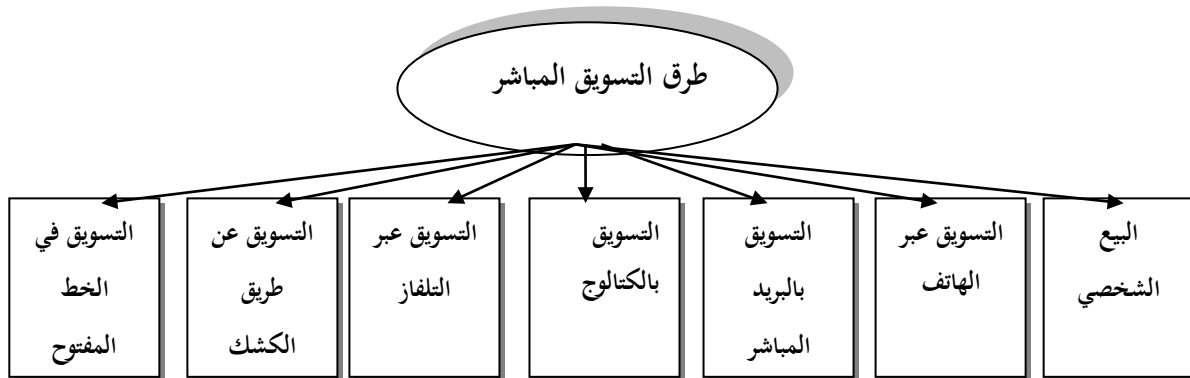 طرق التسويق المباشر
البيع
الشخصي
التسويق عبر
الهاتف
التسويق
بالبريد
المباشر
التسويق
بالكتالوج
التسويق عبر
التلفاز
التسويق عن
طريق
الكشك
التسويق في
الخط
المفتوح